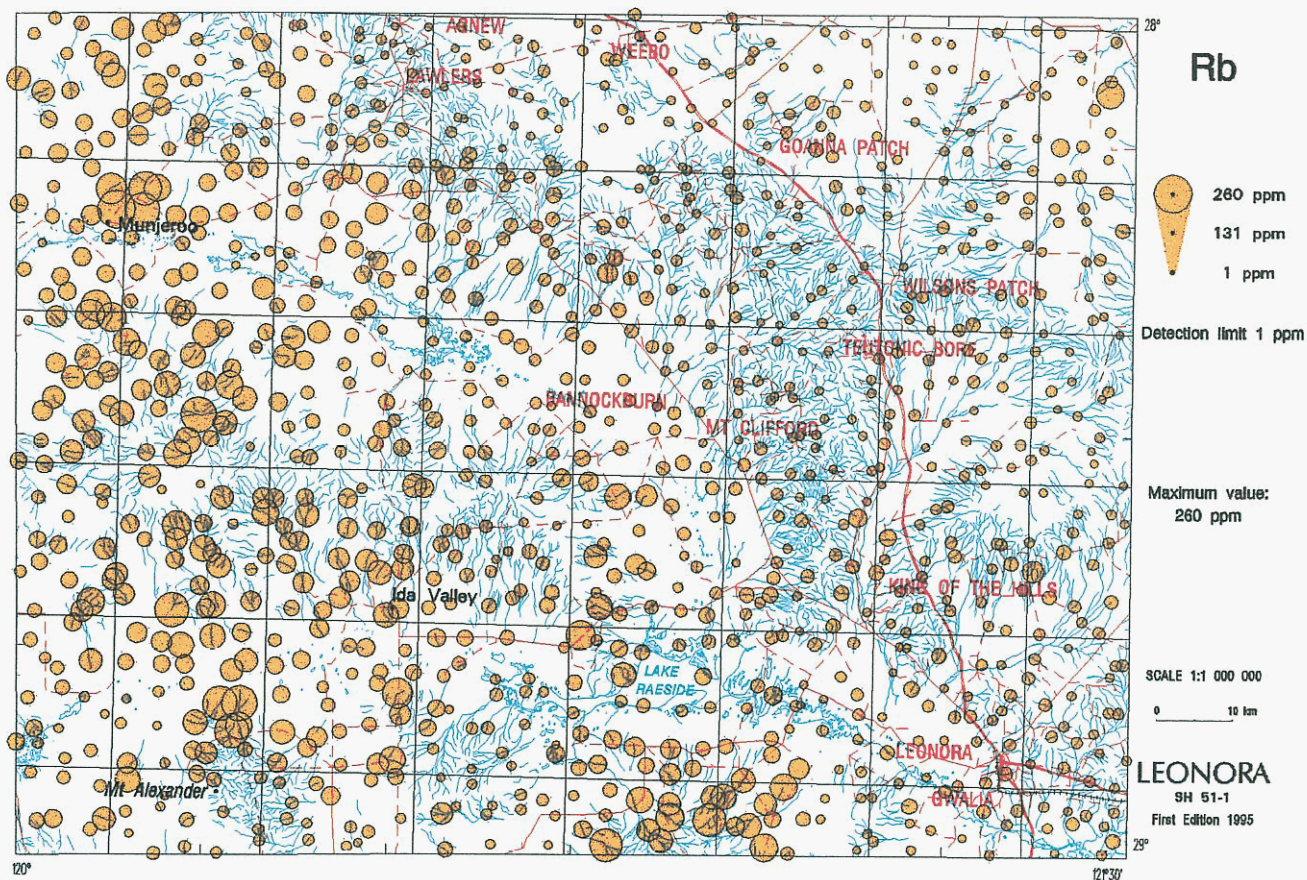 AGNEW
28°
WEEBO
LAWLERS
Rb
GOANNA PATCH
260 ppm
131 ppm
1 ppm
Munjeroo
WILSONS PATCH
Detection limit 1 ppm
TEUTONIC BORE
BANNOCKBURN
MT CLIFFORD
Maximum value:
260 ppm
KING OF THE HILLS
Ida Valley
LAKE
RAESIDE
SCALE 1:1 000 000
0 10 km
LEONORA
LEONORA
SH 51-1
Mt Alexander
GWALIA
First Edition 1995
29°
120°
121°30'